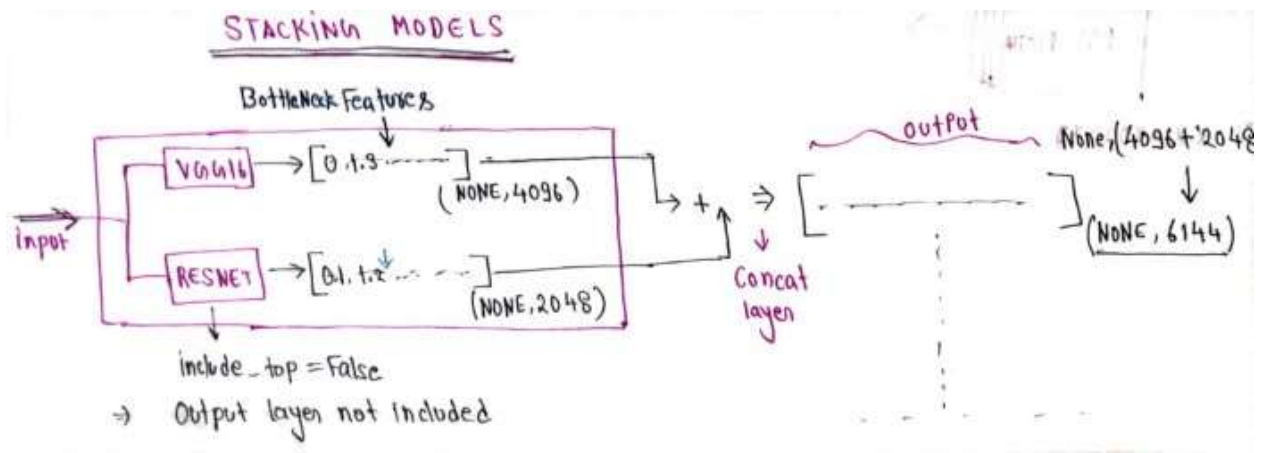 STACKING MODELS
BottleNeck Features
VGG16
[0.1.3 ...... ]
(NONE, 4096)
input
RESNET
[0.1, 1.2 ...... ]
(NONE, 2048)
include_top = False
⇒ Output layer not included
+
⇒
Concat
layer
output
None, (4096+2048
(NONE, 6144)